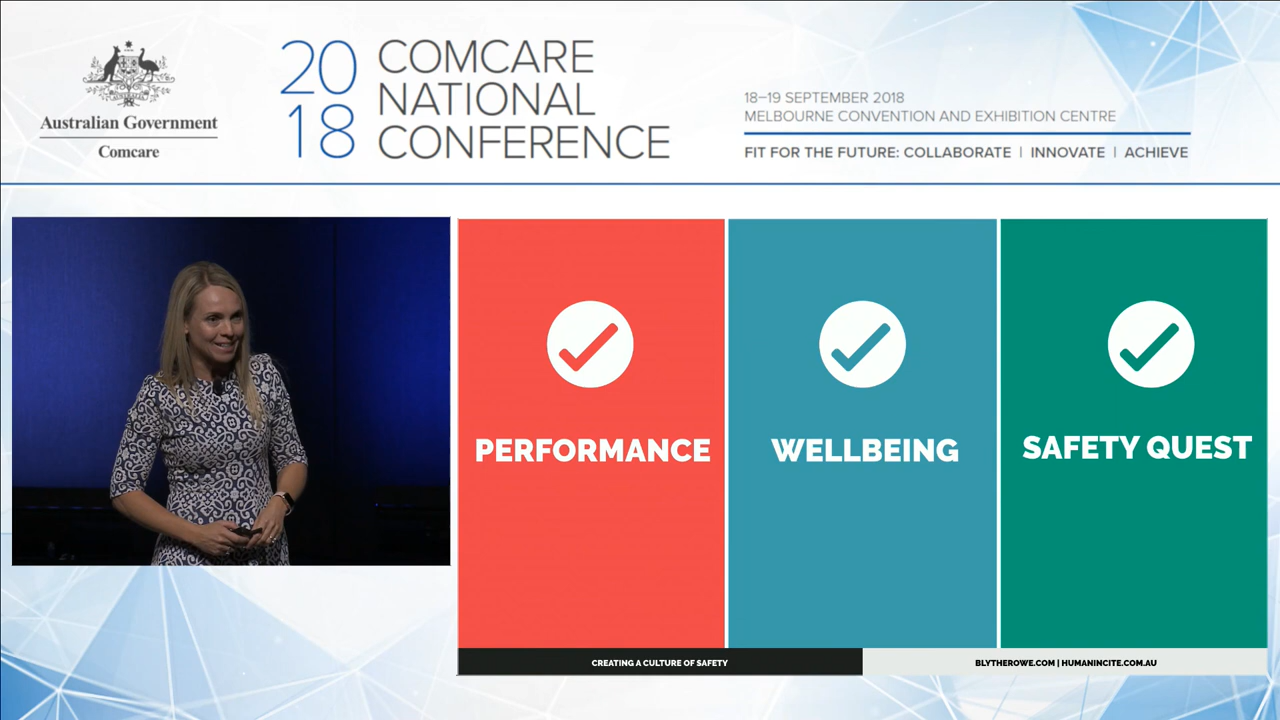 Australian Government
Comcare
20
18
COMCARE
NATIONAL
CONFERENCE
18–19 SEPTEMBER 2018
MELBOURNE CONVENTION AND EXHIBITION CENTRE
FIT FOR THE FUTURE: COLLABORATE | INNOVATE | ACHIEVE
PERFORMANCE
WELLBEING
SAFETY QUEST
CREATING A CULTURE OF SAFETY
BLYTHEROWE.COM | HUMANINCITE.COM.AU